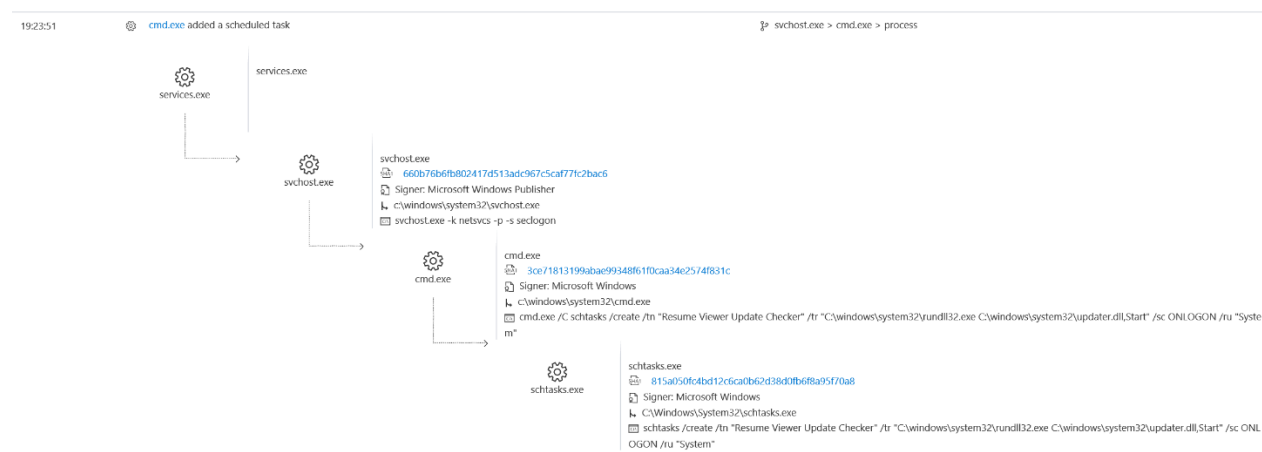 19:23:51 cmd.exe added a scheduled task svchost.exe > cmd.exe > process
services.exe
services.exe
svchost.exe
svchost.exe
660b76b6fb802417d513adc967c5caf77fc2bac6
Signer: Microsoft Windows Publisher
c:\windows\system32\svchost.exe
svchost.exe -k netsvcs -p -s seclogon
cmd.exe
cmd.exe
3ce71813199abae99348f61f0caa34e2574f831c
Signer: Microsoft Windows
c:\windows\system32\cmd.exe
cmd.exe /C schtasks /create /tn "Resume Viewer Update Checker" /tr "C:\windows\system32\rundll32.exe C:\windows\system32\updater.dll,Start" /sc ONLOGON /ru "Syste
m"
schtasks.exe
schtasks.exe
815a050fc4bd12c6ca0b62d38d0fb6f8a95f70a8
Signer: Microsoft Windows
C:\Windows\System32\schtasks.exe
schtasks /create /tn "Resume Viewer Update Checker" /tr "C:\windows\system32\rundll32.exe C:\windows\system32\updater.dll,Start" /sc ONL
OGON /ru "System"